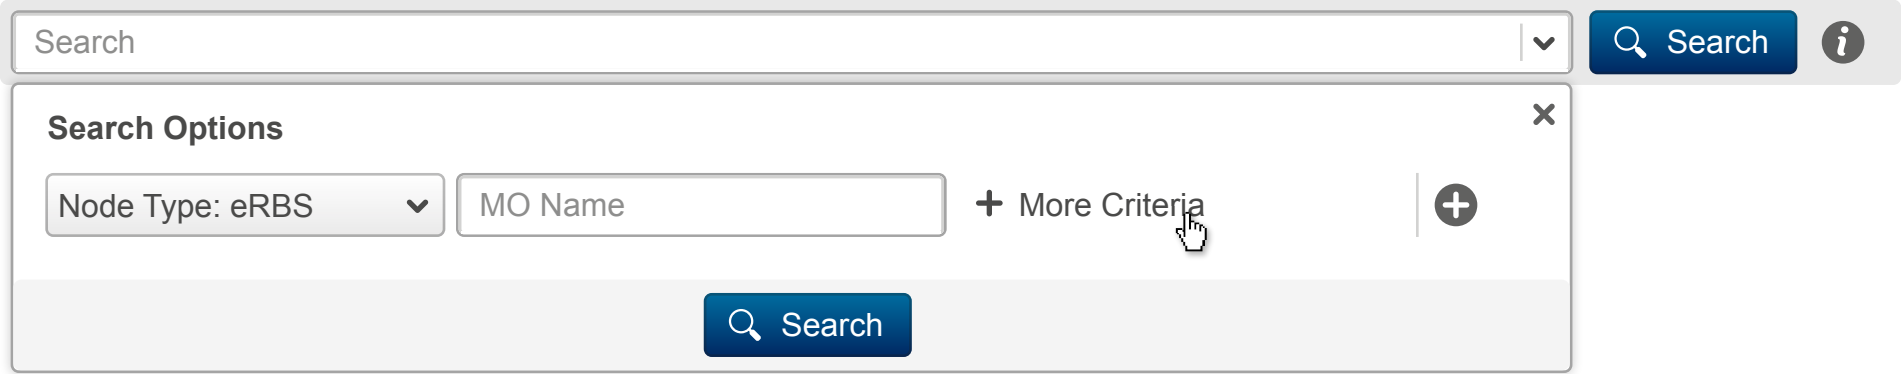 Search
Search
Search Options
Node Type: eRBS
MO Name
More Criteria
Search